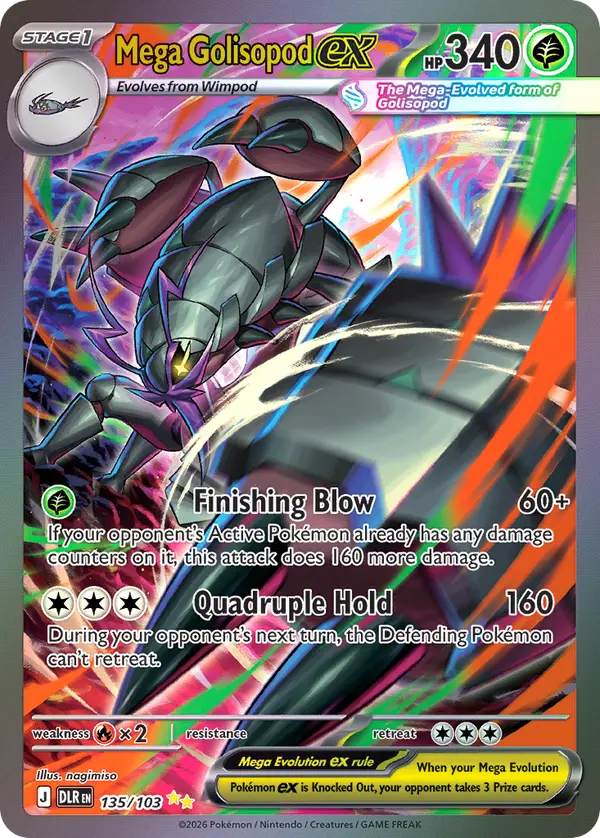 STAGE 1
Mega Golisopod ex
HP 340
Evolves from Wimpod
The Mega-Evolved form of
Golisopod
Finishing Blow 60+
If your opponent's Active Pokémon already has any damage
counters on it, this attack does 160 more damage.
Quadruple Hold 160
During your opponent's next turn, the Defending Pokémon
can't retreat.
weakness ×2 resistance retreat
Mega Evolution ex rule
When your Mega Evolution
Pokémon ex is Knocked Out, your opponent takes 3 Prize cards.
Illus. nagimiso
J DLR EN 135/103
©2026 Pokémon / Nintendo / Creatures / GAME FREAK